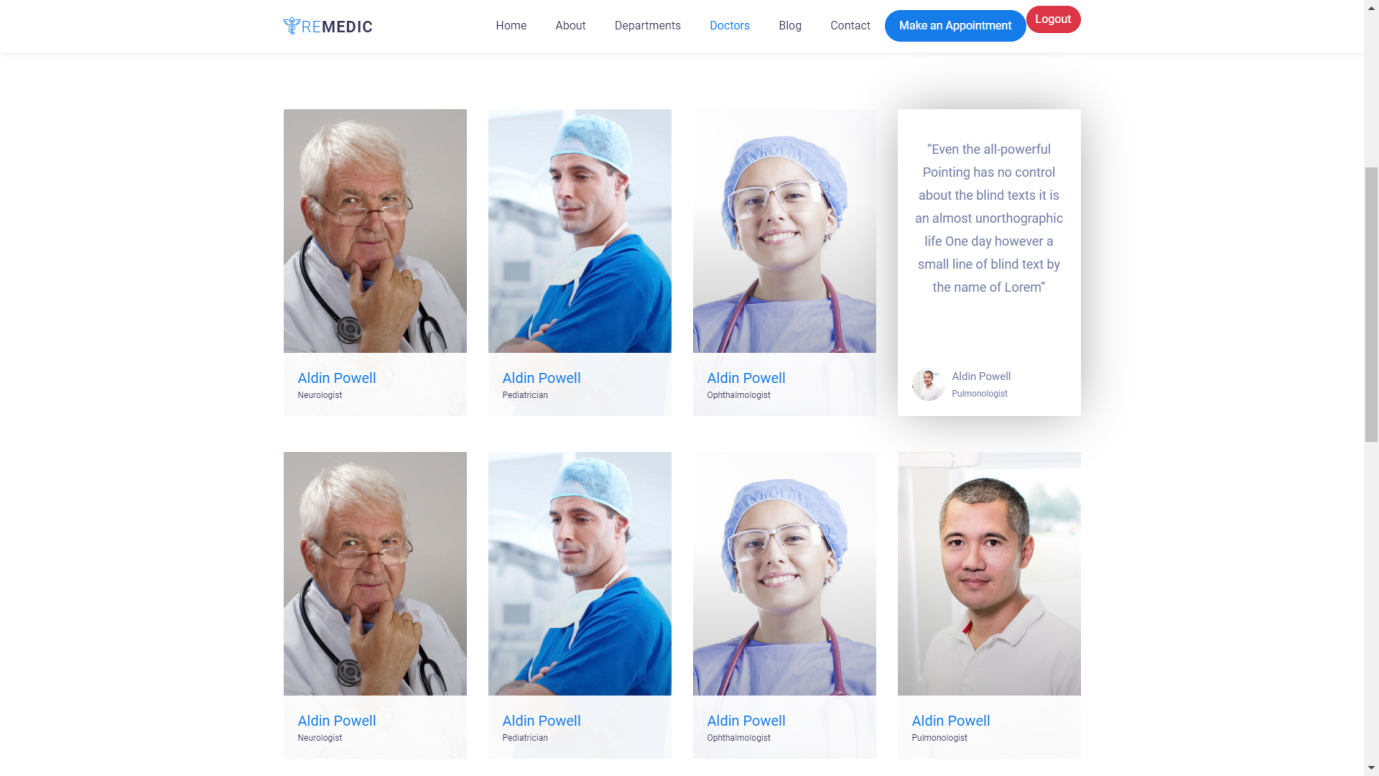 REMEDIC
Home About Departments Doctors Blog Contact Make an Appointment Logout
“Even the all-powerful
Pointing has no control
about the blind texts it is
an almost unorthographic
life One day however a
small line of blind text by
the name of Lorem”
Aldin Powell
Neurologist
Aldin Powell
Pediatrician
Aldin Powell
Ophthalmologist
Aldin Powell
Pulmonologist
Aldin Powell
Neurologist
Aldin Powell
Pediatrician
Aldin Powell
Ophthalmologist
Aldin Powell
Pulmonologist